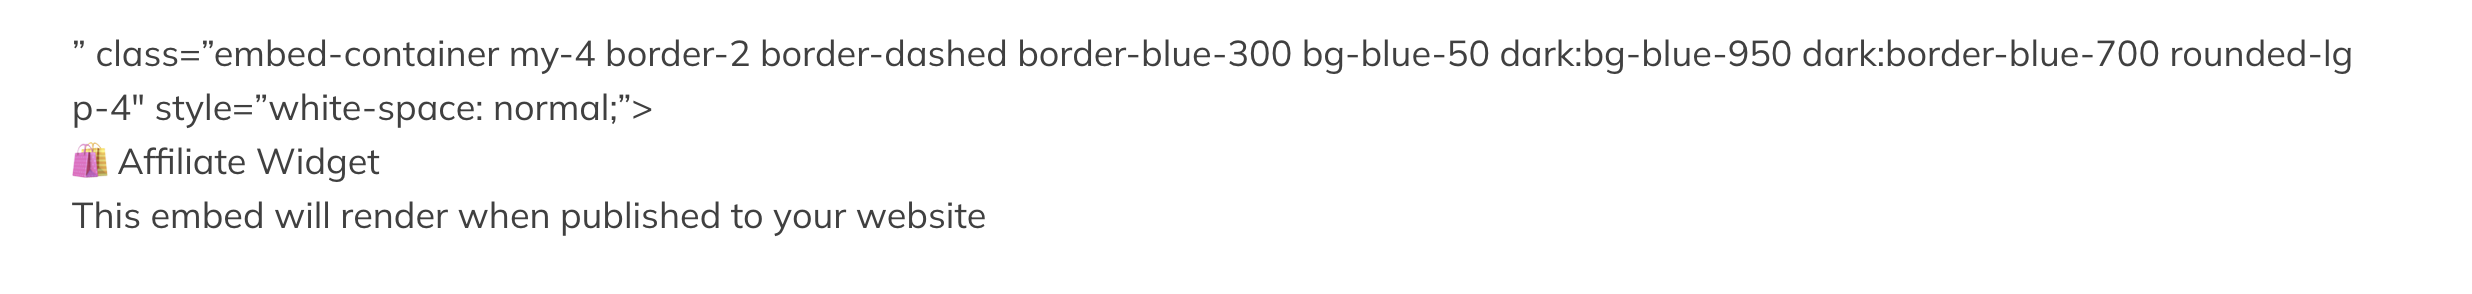 ” class=”embed-container my-4 border-2 border-dashed border-blue-300 bg-blue-50 dark:bg-blue-950 dark:border-blue-700 rounded-lg
p-4" style=”white-space: normal;”>
🛍️ Affiliate Widget
This embed will render when published to your website